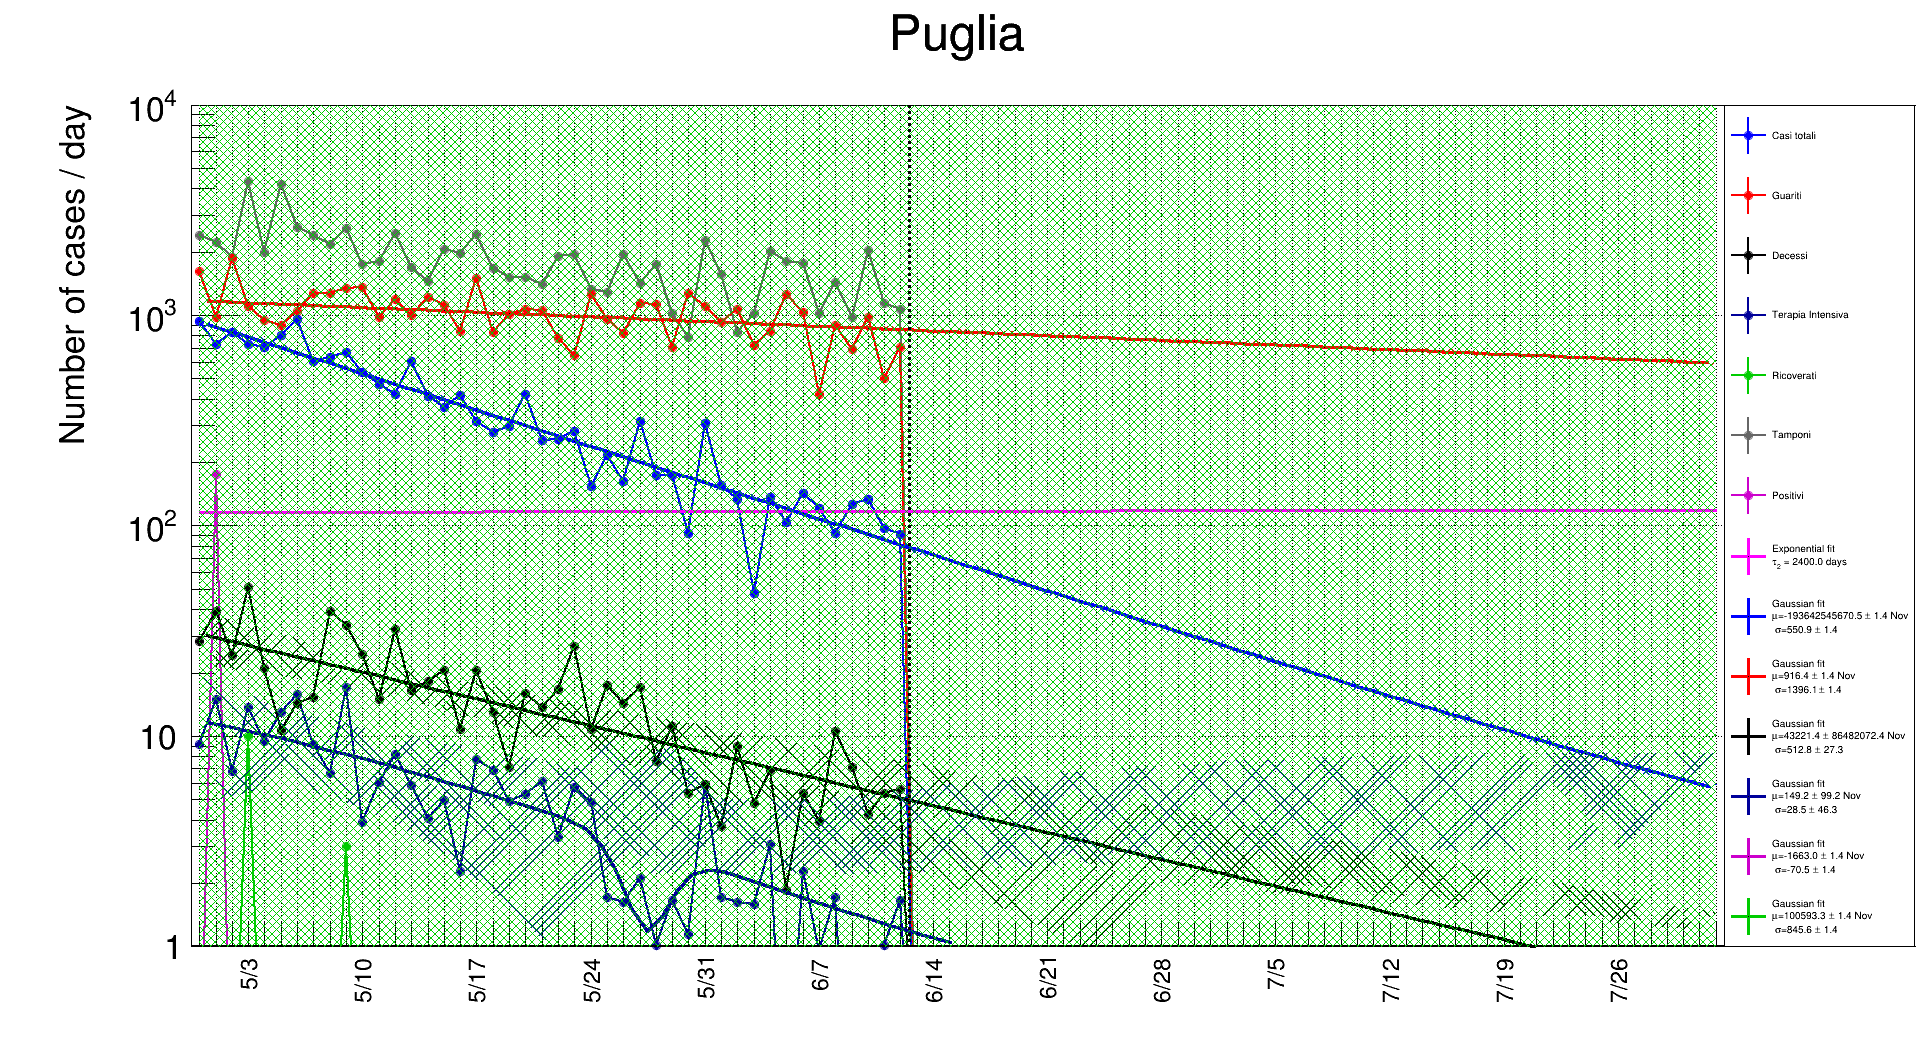 Puglia
Number of cases / day
10^4
10^3
10^2
10
1
5/3
5/10
5/17
5/24
5/31
6/7
6/14
6/21
6/28
7/5
7/12
7/19
7/26
Casi totali
Guariti
Decessi
Terapia Intensiva
Ricoverati
Tamponi
Positivi
Exponential fit
τ₂ = 2400.0 days
Gaussian fit
μ=-193642545670.5 ± 1.4 Nov
σ=550.9 ± 1.4
Gaussian fit
μ=916.4 ± 1.4 Nov
σ=1396.1 ± 1.4
Gaussian fit
μ=43221.4 ± 86482072.4 Nov
σ=512.8 ± 27.3
Gaussian fit
μ=149.2 ± 99.2 Nov
σ=28.5 ± 46.3
Gaussian fit
μ=-1663.0 ± 1.4 Nov
σ=-70.5 ± 1.4
Gaussian fit
μ=100593.3 ± 1.4 Nov
σ=845.6 ± 1.4